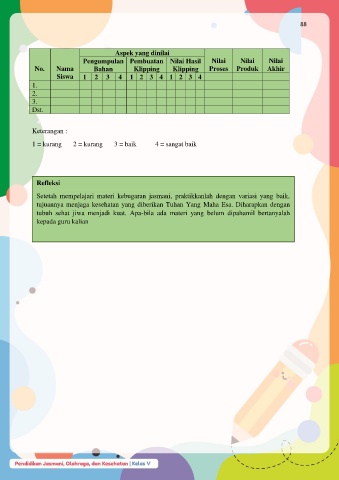 88
Aspek yang dinilai
No. Nama Siswa Pengumpulan Bahan Pembuatan Klipping Nilai Hasil Klipping Nilai Proses Nilai Produk Nilai Akhir
1 2 3 4 1 2 3 4 1 2 3 4
1.
2.
3.
Dst.
Keterangan :
1 = kurang 2 = kurang 3 = baik 4 = sangat baik
Refleksi
Setelah mempelajari materi kebugaran jasmani, praktikkanlah dengan variasi yang baik,
tujuannya menjaga kesehatan yang diberikan Tuhan Yang Maha Esa. Diharapkan dengan
tubuh sehat jiwa menjadi kuat. Apa-bila ada materi yang belum dipahamil bertanyalah
kepada guru kalian
Pendidikan Jasmani, Olahraga, dan Kesehatan | Kelas V